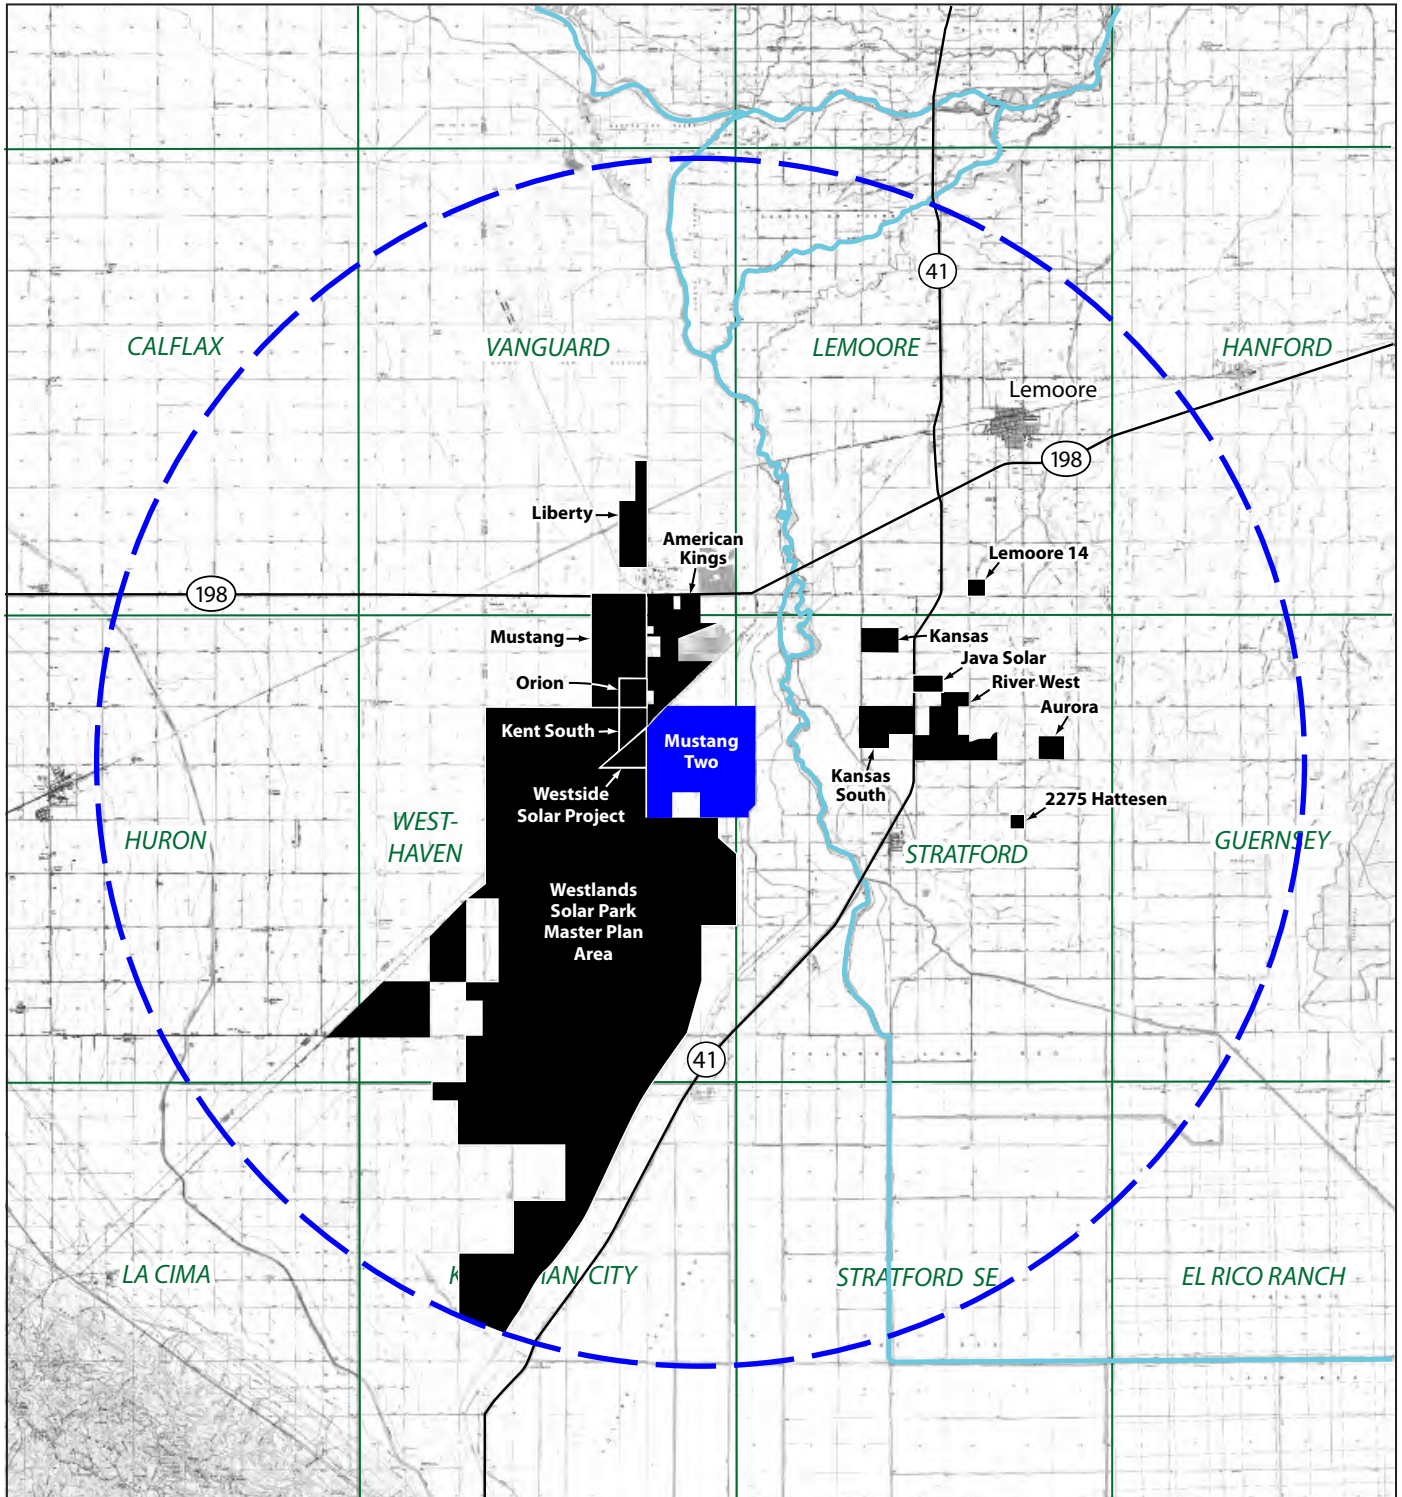 41
CALFLAX
VANGUARD
LEMOORE
HANFORD
Lemoore
198
Liberty
American
Kings
Lemoore 14
198
Mustang
Kansas
Java Solar
Orion
River West
Aurora
Kent South
Mustang
Two
Kansas
South
Westside
Solar Project
2275 Hattesen
WEST-
HAVEN
HURON
STRATFORD
GUERNSEY
Westlands
Solar Park
Master Plan
Area
41
LA CIMA
CITY
STRATFORD SE
EL RICO RANCH